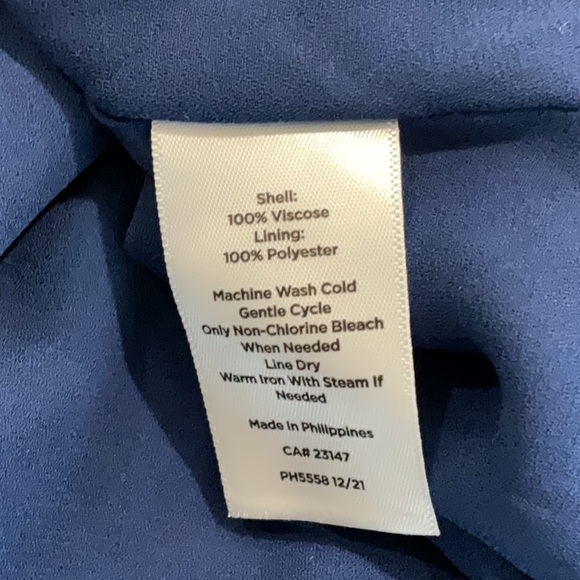 Shell:
100% Viscose
Lining:
100% Polyester
Machine Wash Cold
Gentle Cycle
Only Non-Chlorine Bleach
When Needed
Line Dry
Warm Iron With Steam If
Needed
Made in Philippines
CA# 23147
PH5558 12/21